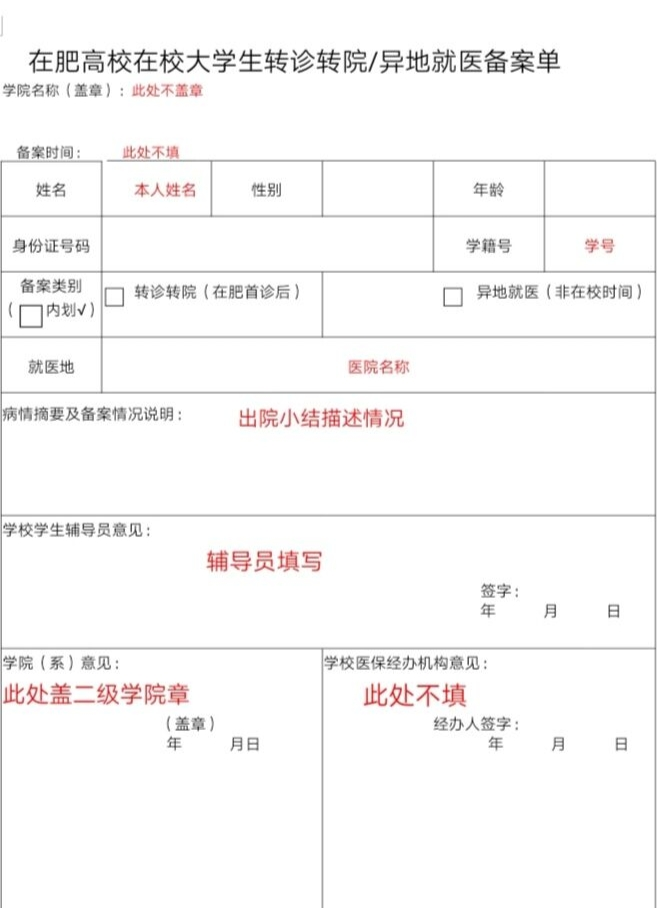 在肥高校在校大学生转诊转院/异地就医备案单
学院名称（盖章）：此处不盖章
备案时间： 此处不填
姓名 本人姓名 性别 年龄
身份证号码 学籍号 学号
备案类别
（□内划√） □ 转诊转院（在肥首诊后） □ 异地就医（非在校时间）
就医地 医院名称
病情摘要及备案情况说明： 出院小结描述情况
学校学生辅导员意见：
辅导员填写
签字：
年 月 日
学院（系）意见：
此处盖二级学院章
（盖章）
年 月日
学校医保经办机构意见：
此处不填
经办人签字：
年 月 日